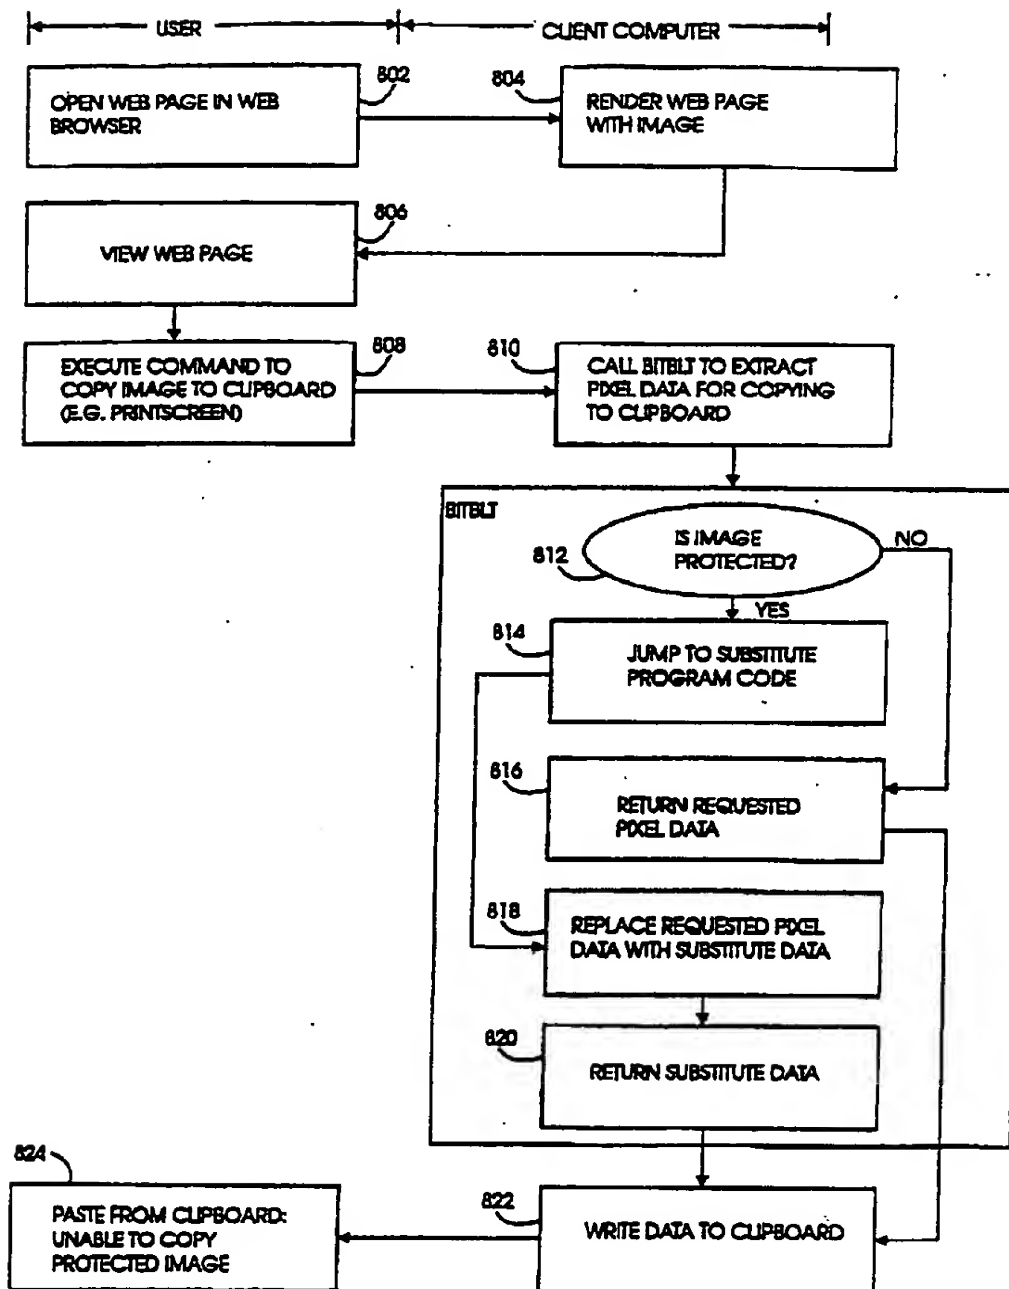 USER
CLIENT COMPUTER
802
OPEN WEB PAGE IN WEB
BROWSER
804
RENDER WEB PAGE
WITH IMAGE
806
VIEW WEB PAGE
808
EXECUTE COMMAND TO
COPY IMAGE TO CLIPBOARD
(E.G. PRINTSCREEN)
810
CALL BITBLT TO EXTRACT
PIXEL DATA FOR COPYING
TO CLIPBOARD
BITBLT
812
IS IMAGE
PROTECTED?
NO
YES
814
JUMP TO SUBSTITUTE
PROGRAM CODE
816
RETURN REQUESTED
PIXEL DATA
818
REPLACE REQUESTED PIXEL
DATA WITH SUBSTITUTE DATA
820
RETURN SUBSTITUTE DATA
822
WRITE DATA TO CLIPBOARD
824
PASTE FROM CLIPBOARD:
UNABLE TO COPY
PROTECTED IMAGE